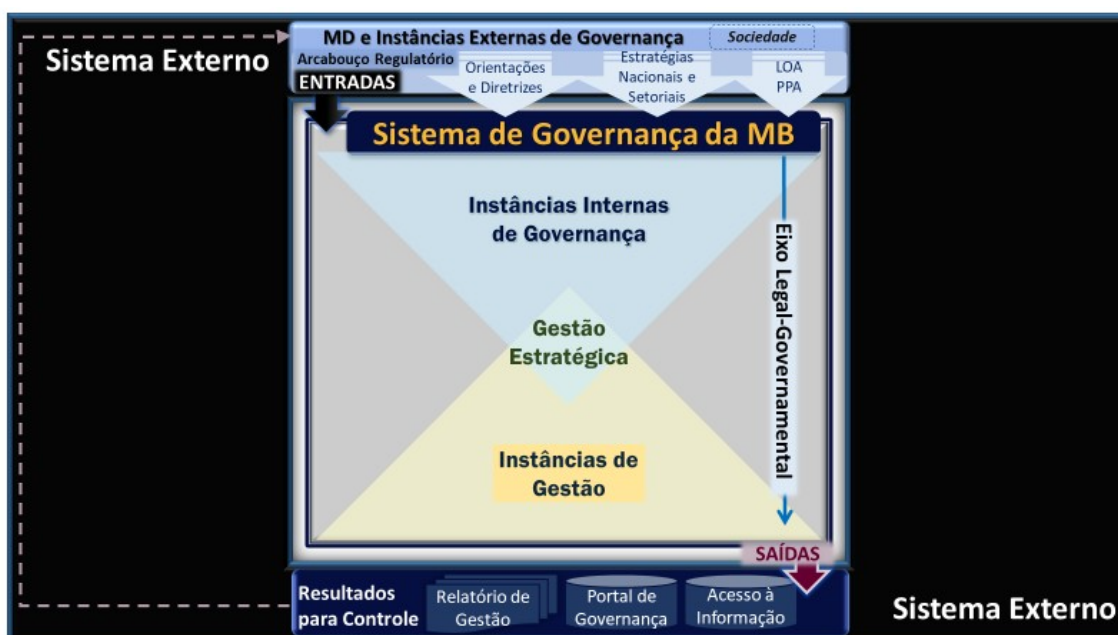 Sistema Externo
MD e Instâncias Externas de Governança
Sociedade
Arcabouço Regulatório
ENTRADAS
Orientações
e Diretrizes
Estratégias
Nacionais e
Setoriais
LOA
PPA
Sistema de Governança da MB
Instâncias Internas
de Governança
Eixo Legal-Governamental
Gestão
Estratégica
Instâncias de
Gestão
SAÍDAS
Resultados
para Controle
Relatório de
Gestão
Portal de
Governança
Acesso à
Informação
Sistema Externo